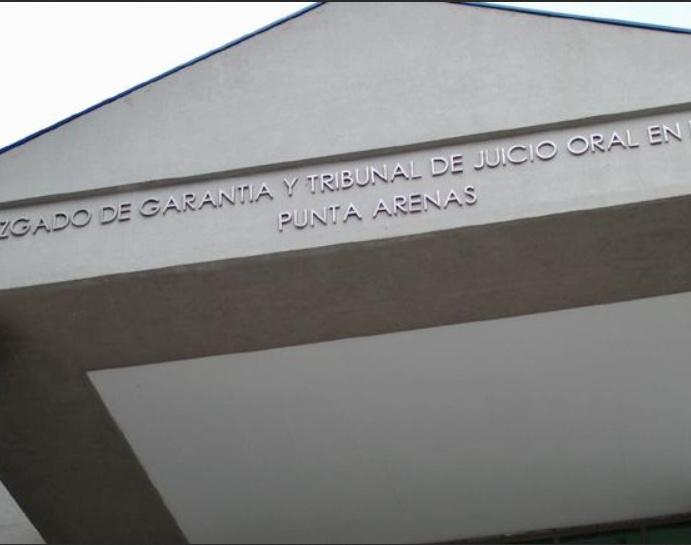 ZGADO DE GARANTIA Y TRIBUNAL DE JUICIO ORAL EN
PUNTA ARENAS